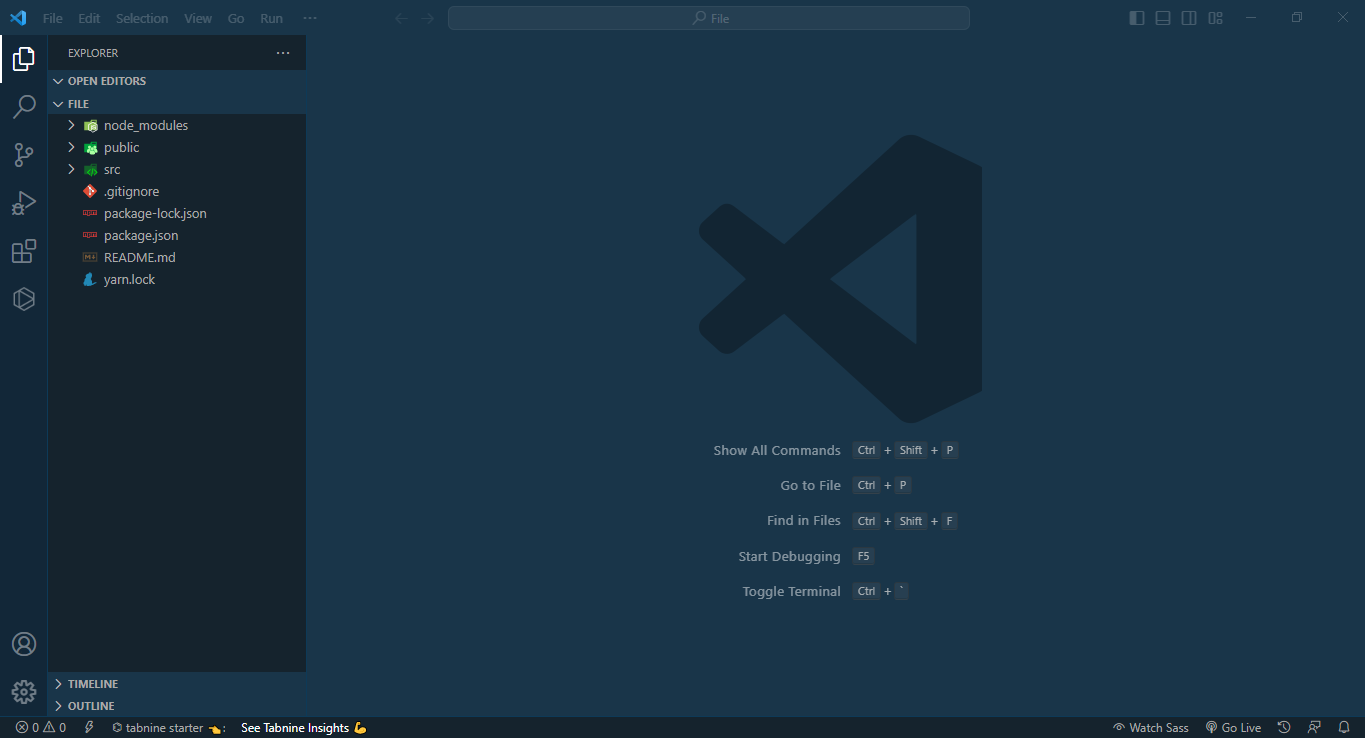 File Edit Selection View Go Run ··· File
EXPLORER ···
OPEN EDITORS
FILE
node_modules
public
src
.gitignore
package-lock.json
package.json
README.md
yarn.lock
Show All Commands Ctrl + Shift + P
Go to File Ctrl + P
Find in Files Ctrl + Shift + F
Start Debugging F5
Toggle Terminal Ctrl + `
TIMELINE
OUTLINE
0 0 tabnine starter 👈 : See Tabnine Insights 💪 Watch Sass Go Live